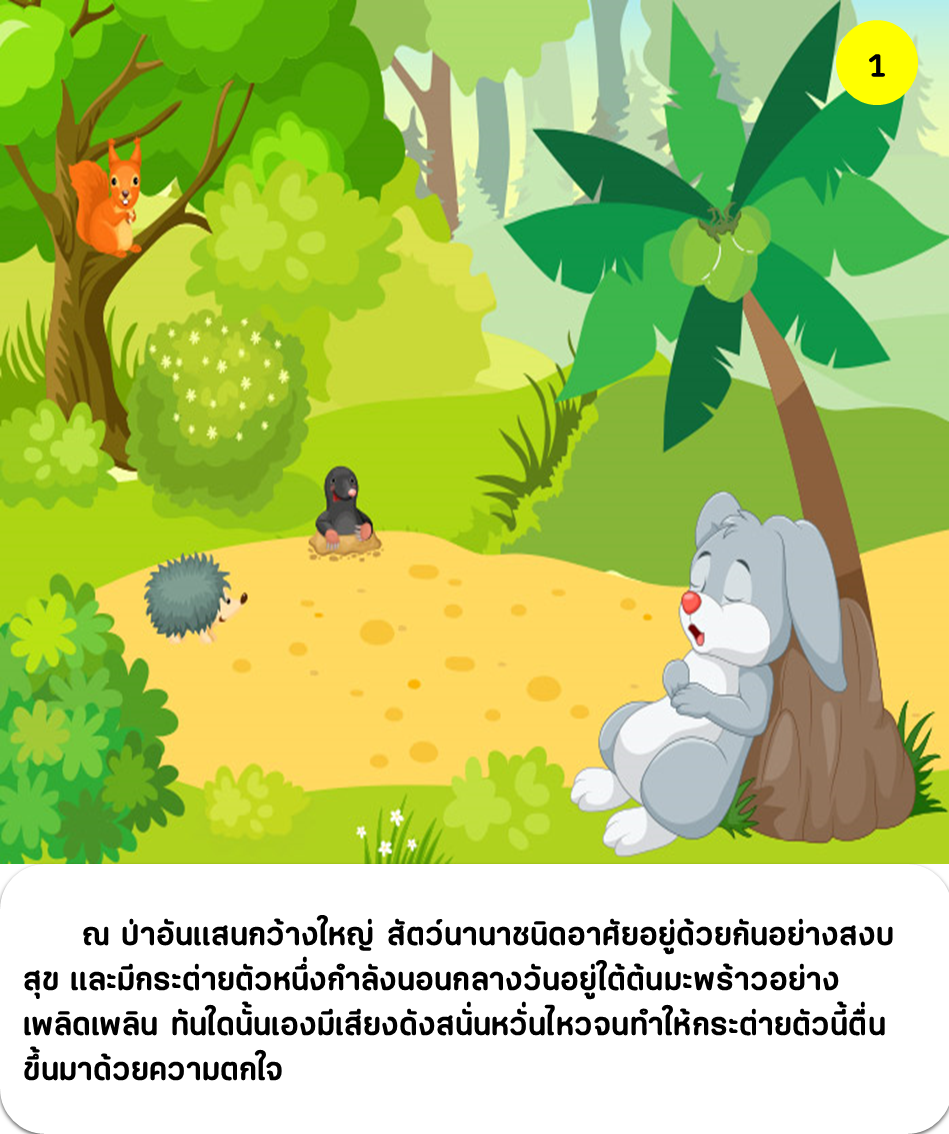 1
ณ ป่าอันแสนกว้างใหญ่ สัตว์นานาชนิดอาศัยอยู่ด้วยกันอย่างสงบ
สุข และมีกระต่ายตัวหนึ่งกำลังนอนกลางวันอยู่ใต้ต้นมะพร้าวอย่าง
เพลิดเพลิน ทันใดนั้นเองมีเสียงดังสนั่นหวั่นไหวจนทำให้กระต่ายตัวนี้ตื่น
ขึ้นมาด้วยความตกใจ